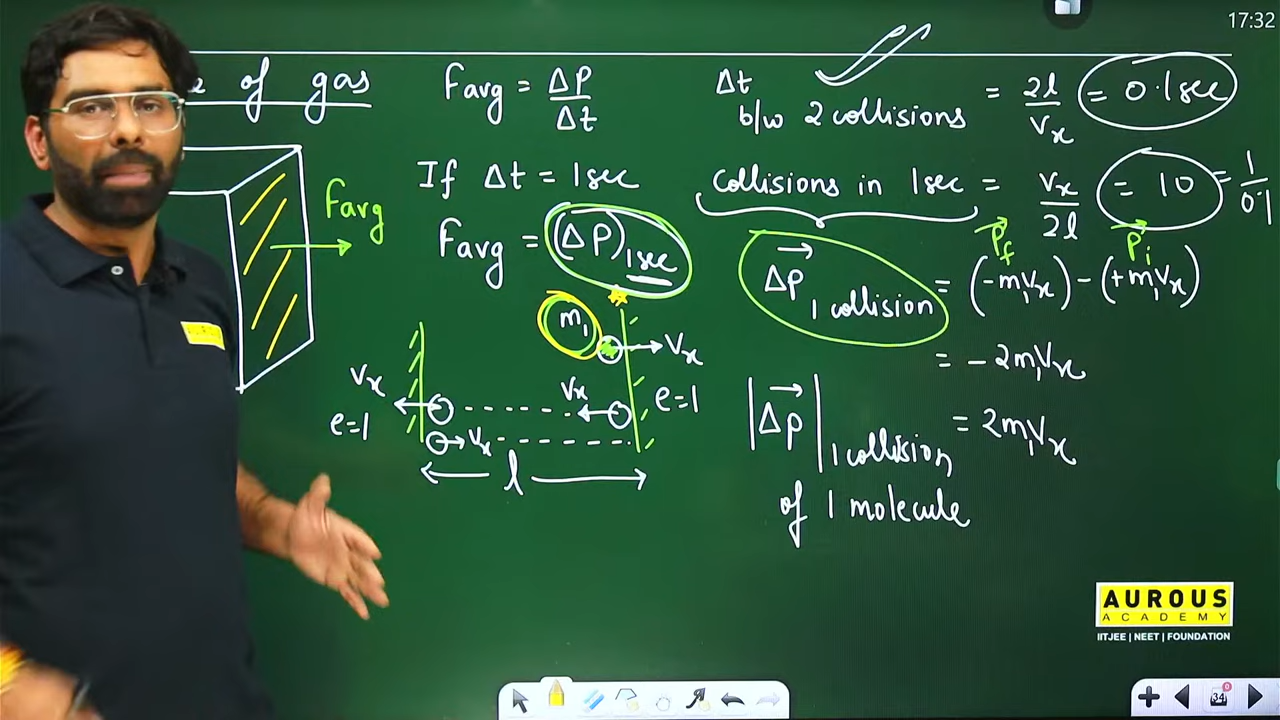 17:32
of gas
Favg = ΔP/Δt
Δt b/w 2 collisions = 2l/Vx = 0.1sec
If Δt = 1sec
collisions in 1sec = Vx/2l = 10 = 1/0.1
Favg
Favg = (ΔP)1sec
Pf Pi
ΔP 1 collision = (-m1Vx) - (+m1Vx)
m1
Vx
= - 2m1Vx
Vx Vx
e=1 e=1
Vx
|ΔP| 1 collision = 2m1Vx
l
of 1 molecule
AUROUS
AUROUS
ACADEMY
IITJEE | NEET | FOUNDATION
34